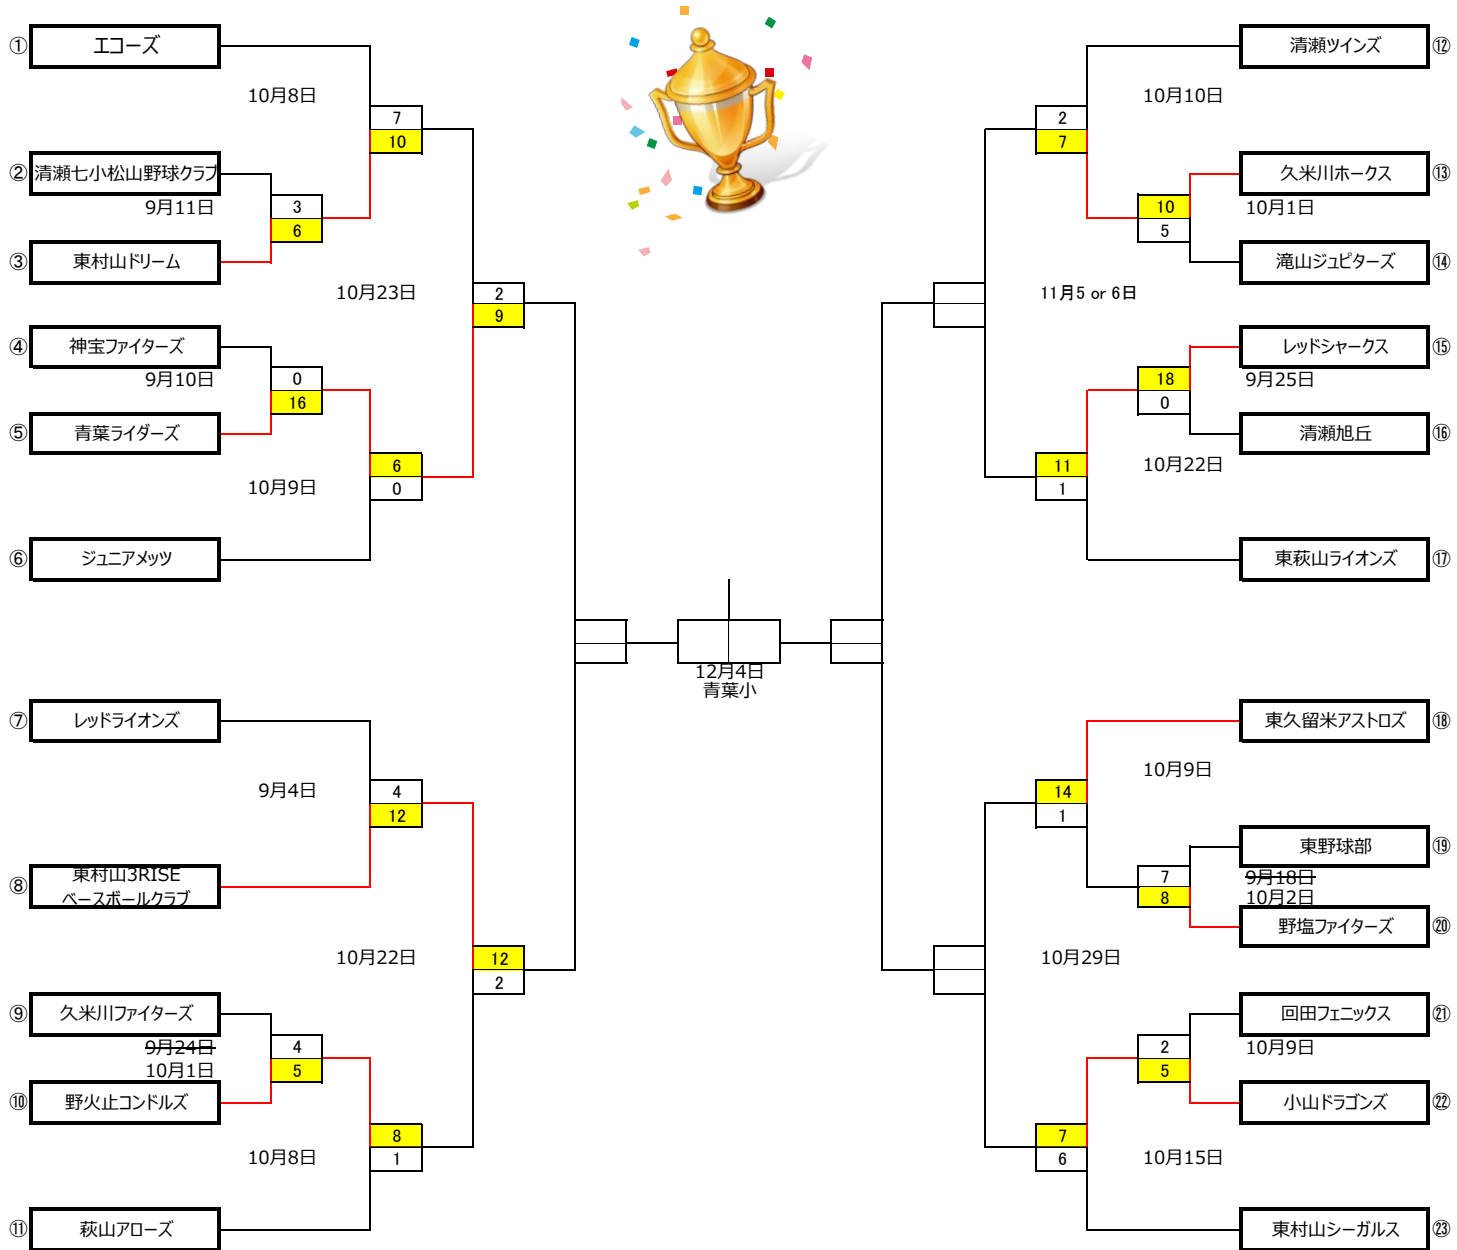 ① エコーズ
10月8日
7
10
② 清瀬七小松山野球クラブ
9月11日
3
6
③ 東村山ドリーム
10月23日
2
9
④ 神宝ファイターズ
9月10日
0
16
⑤ 青葉ライダーズ
6
0
10月9日
⑥ ジュニアメッツ
⑦ レッドライオンズ
9月4日
4
12
⑧ 東村山3RISE
ベースボールクラブ
10月22日
12
2
⑨ 久米川ファイターズ
9月24日
10月1日
4
5
⑩ 野火止コンドルズ
8
1
10月8日
⑪ 萩山アローズ
12月4日
青葉小
清瀬ツインズ ⑫
10月10日
2
7
久米川ホークス ⑬
10月1日
10
5
滝山ジュピターズ ⑭
11月5 or 6日
レッドシャークス ⑮
9月25日
18
0
清瀬旭丘 ⑯
10月22日
11
1
東萩山ライオンズ ⑰
東久留米アストロズ ⑱
10月9日
14
1
東野球部 ⑲
9月18日
10月2日
7
8
野塩ファイターズ ⑳
10月29日
回田フェニックス ㉑
10月9日
2
5
小山ドラゴンズ ㉒
7
6
10月15日
東村山シーガルス ㉓